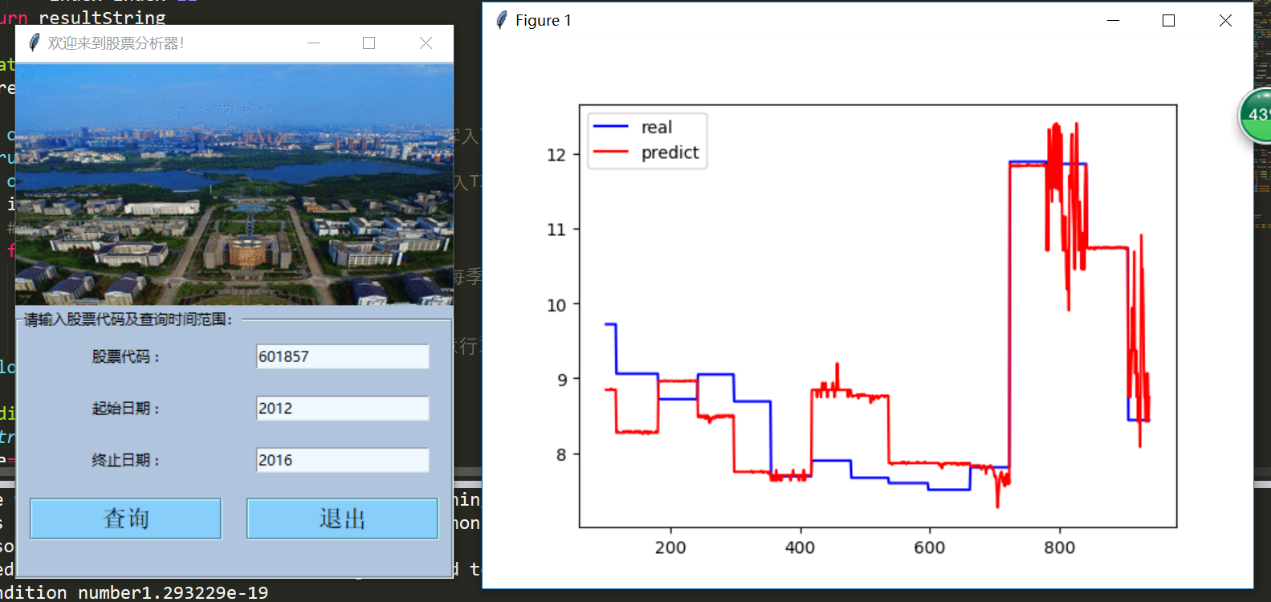 urn resultString
欢迎来到股票分析器!
请输入股票代码及查询时间范围:
股票代码 :
601857
起始日期 :
2012
终止日期 :
2016
查询
退出
ndition number1.293229e-19
Figure 1
real
predict
12
11
10
9
8
200
400
600
800
43%